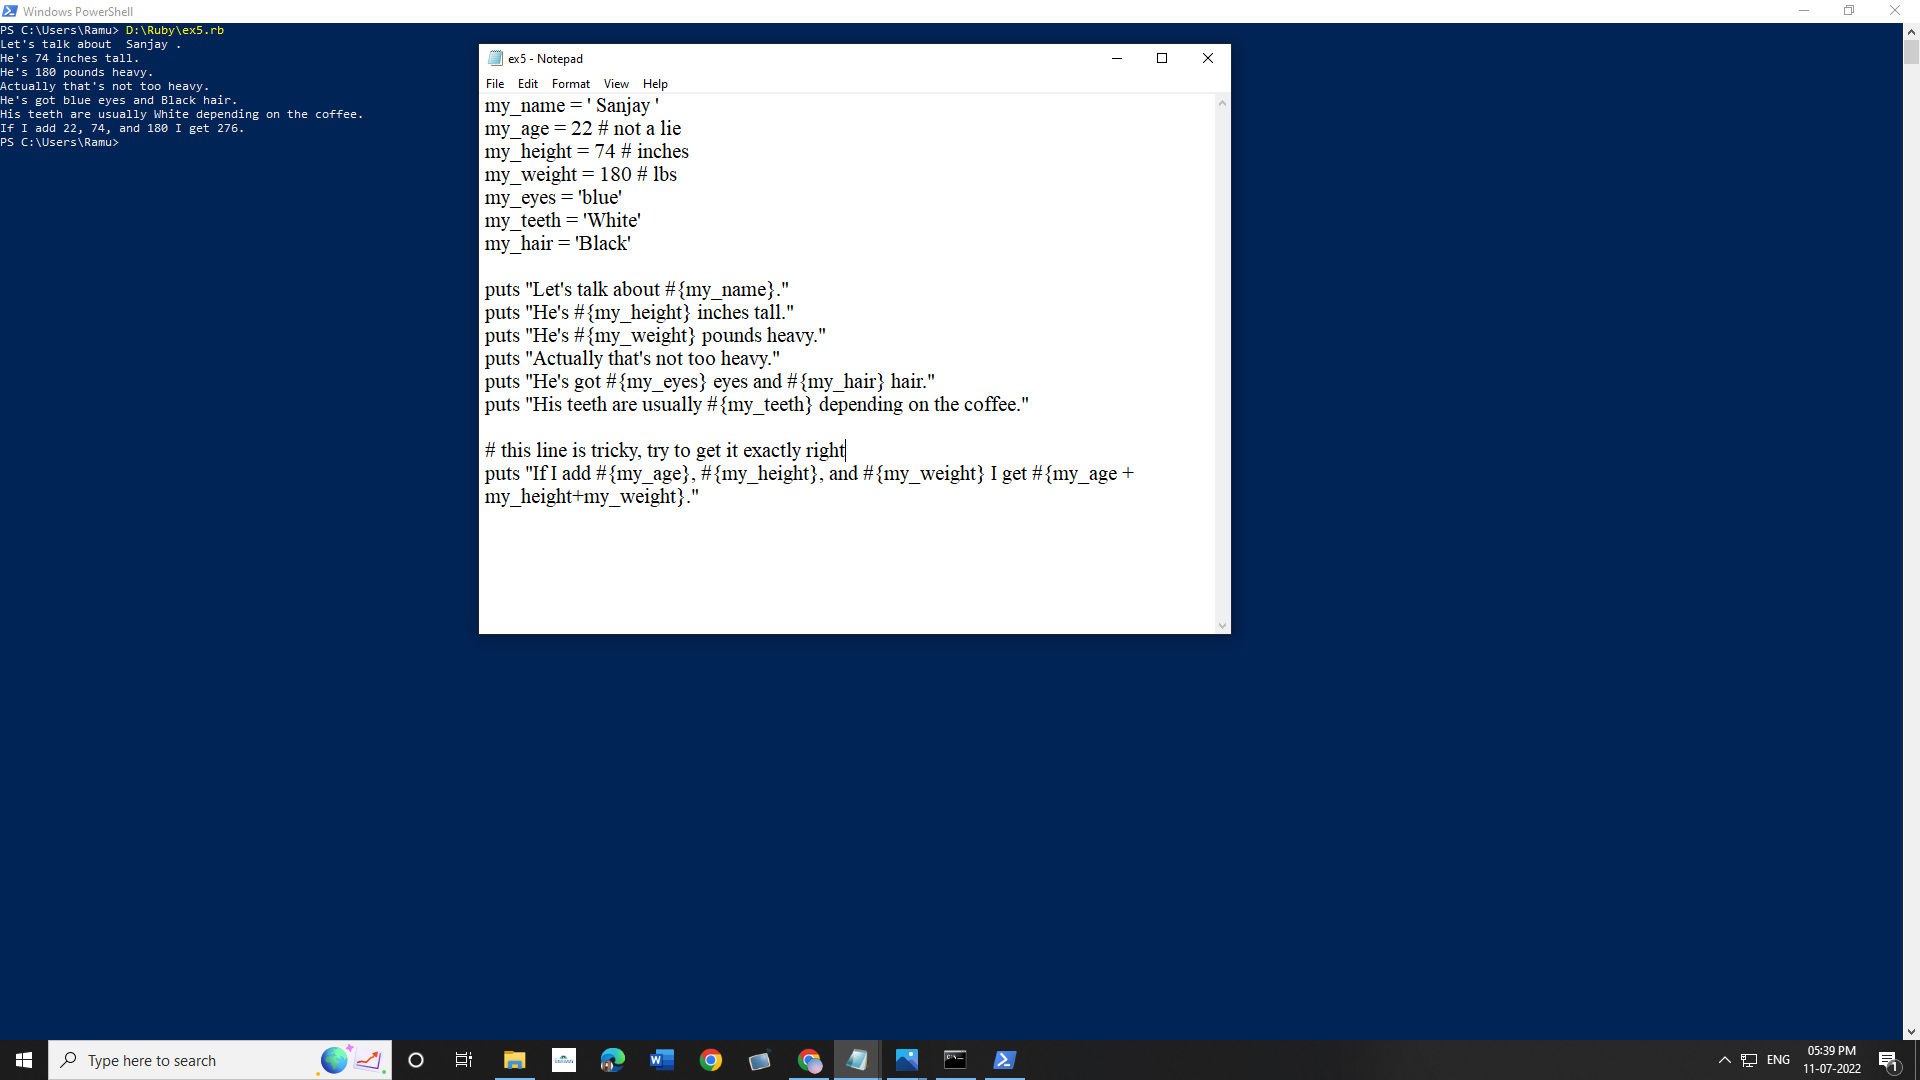 Windows PowerShell
PS C:\Users\Ramu> D:\Ruby\ex5.rb
Let's talk about  Sanjay .
He's 74 inches tall.
He's 180 pounds heavy.
Actually that's not too heavy.
He's got blue eyes and Black hair.
His teeth are usually White depending on the coffee.
If I add 22, 74, and 180 I get 276.
PS C:\Users\Ramu>
ex5 - Notepad
File Edit Format View Help
my_name = ' Sanjay '
my_age = 22 # not a lie
my_height = 74 # inches
my_weight = 180 # lbs
my_eyes = 'blue'
my_teeth = 'White'
my_hair = 'Black'
puts "Let's talk about #{my_name}."
puts "He's #{my_height} inches tall."
puts "He's #{my_weight} pounds heavy."
puts "Actually that's not too heavy."
puts "He's got #{my_eyes} eyes and #{my_hair} hair."
puts "His teeth are usually #{my_teeth} depending on the coffee."
# this line is tricky, try to get it exactly right
puts "If I add #{my_age}, #{my_height}, and #{my_weight} I get #{my_age +
my_height+my_weight}."
Type here to search
ENG
05:39 PM
11-07-2022
1